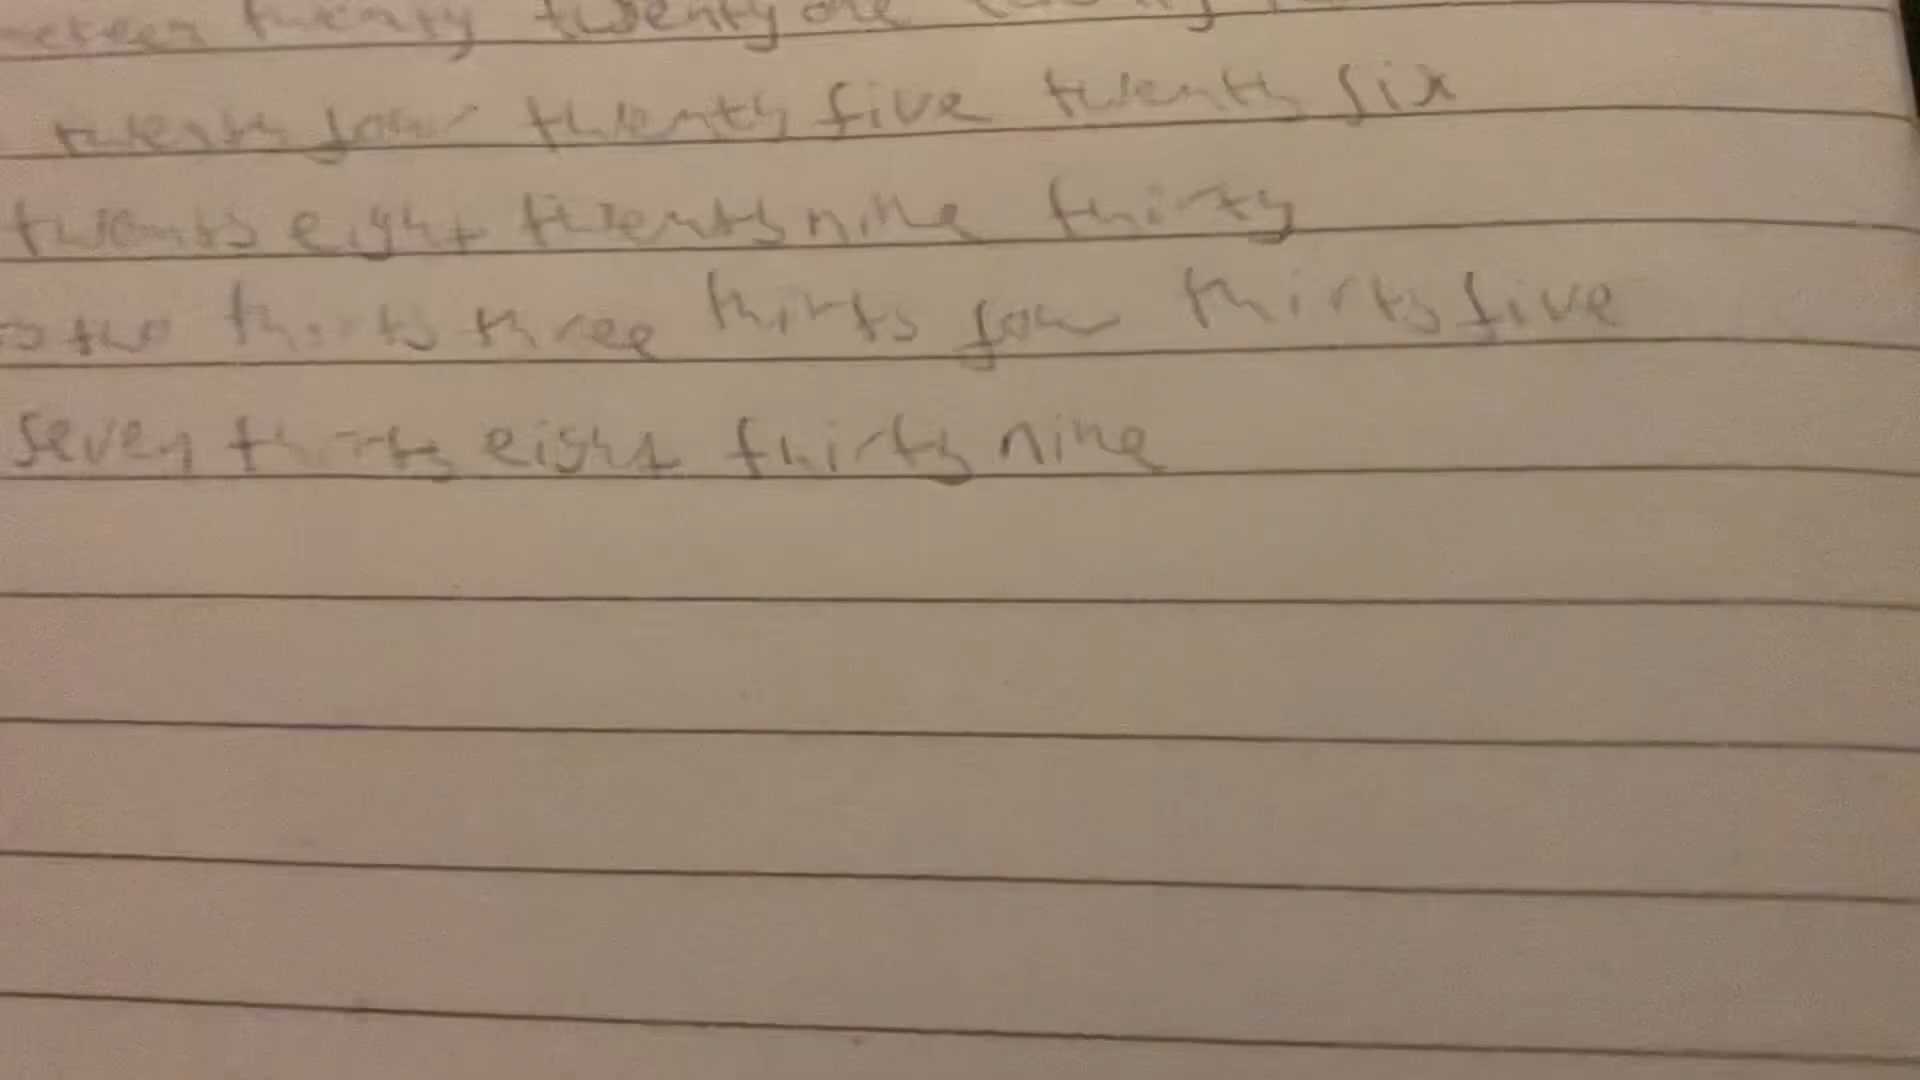 twenty twenty one
twenty four twenty five twenty six
twenty eight twenty nine thirty
two thirty three thirty four thirty five
seven thirty eight thirty nine